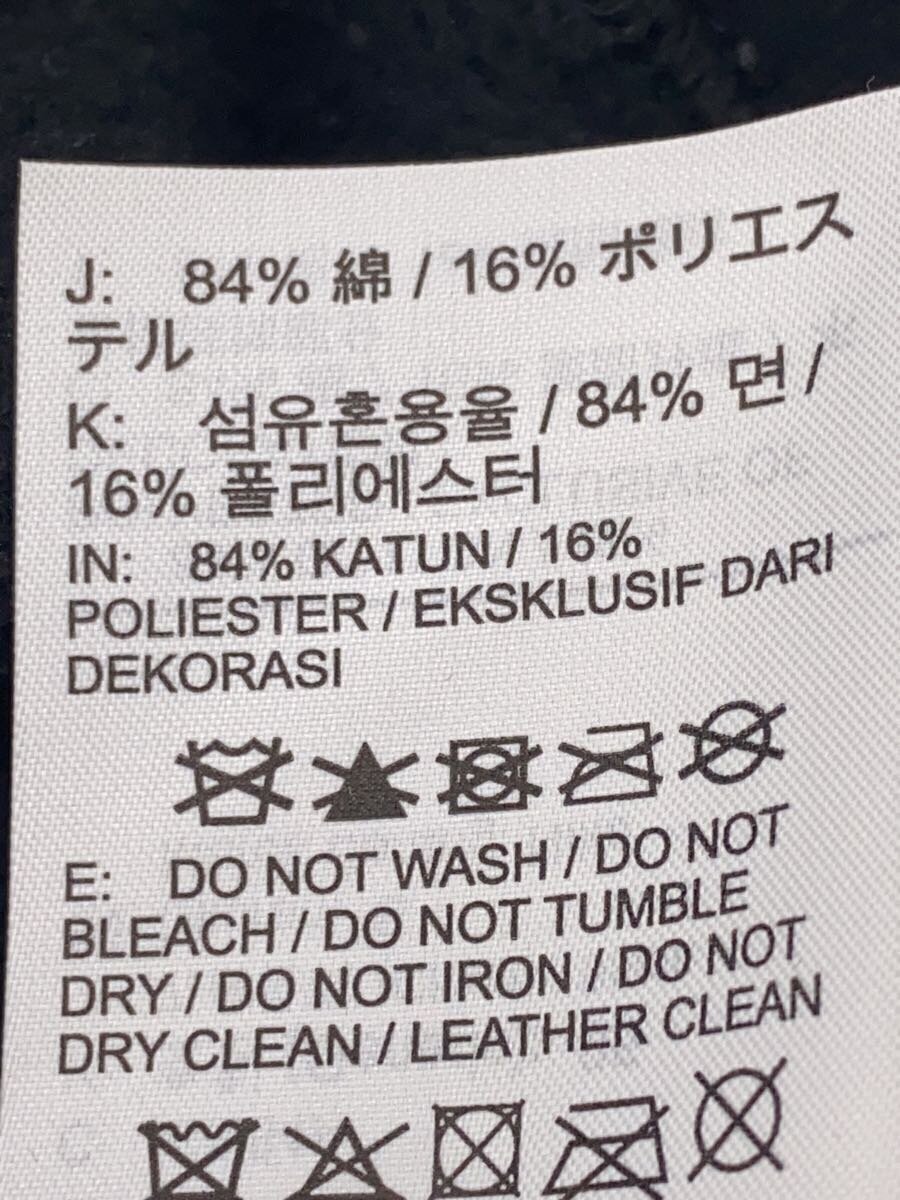 J: 84% 綿 / 16% ポリエス
テル
K: 섬유혼용율 / 84% 면 /
16% 폴리에스터
IN: 84% KATUN / 16%
POLIESTER / EKSKLUSIF DARI
DEKORASI
E: DO NOT WASH / DO NOT
BLEACH / DO NOT TUMBLE
DRY / DO NOT IRON / DO NOT
DRY CLEAN / LEATHER CLEAN